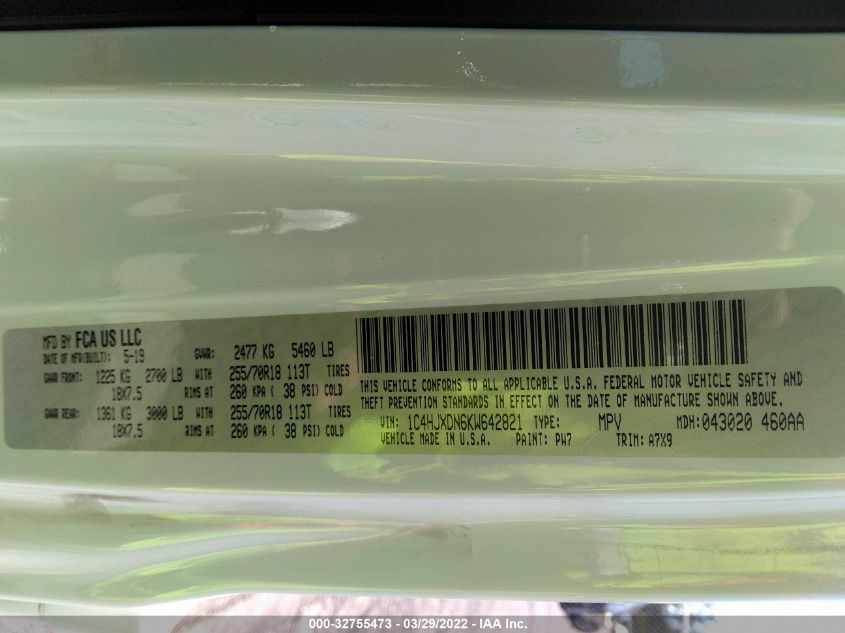 MFD BY FCA US LLC
DATE OF MFR(BUILT): 5-19 GVWR: 2477 KG 5460 LB
GAWR FRONT: 1225 KG 2700 LB WITH 255/70R18 113T TIRES
18X7.5 RIMS AT 260 KPA ( 38 PSI) COLD
GAWR REAR: 1361 KG 3000 LB WITH 255/70R18 113T TIRES
18X7.5 RIMS AT 260 KPA ( 38 PSI) COLD
THIS VEHICLE CONFORMS TO ALL APPLICABLE U.S.A. FEDERAL MOTOR VEHICLE SAFETY AND
THEFT PREVENTION STANDARDS IN EFFECT ON THE DATE OF MANUFACTURE SHOWN ABOVE.
VIN: 1C4HJXDN6KW642821 TYPE: MPV MDH: 043020 460AA
VEHICLE MADE IN U.S.A. PAINT: PW7 TRIM: A7X9
000-32755473 - 03/29/2022 - IAA Inc.